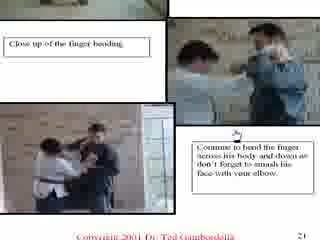 Close up of the finger bending.
Continue to bend the finger
across his body and down as
don't forget to smash his
face with your elbow.
Copyright 2001 Dr. Ted Gambordella
21